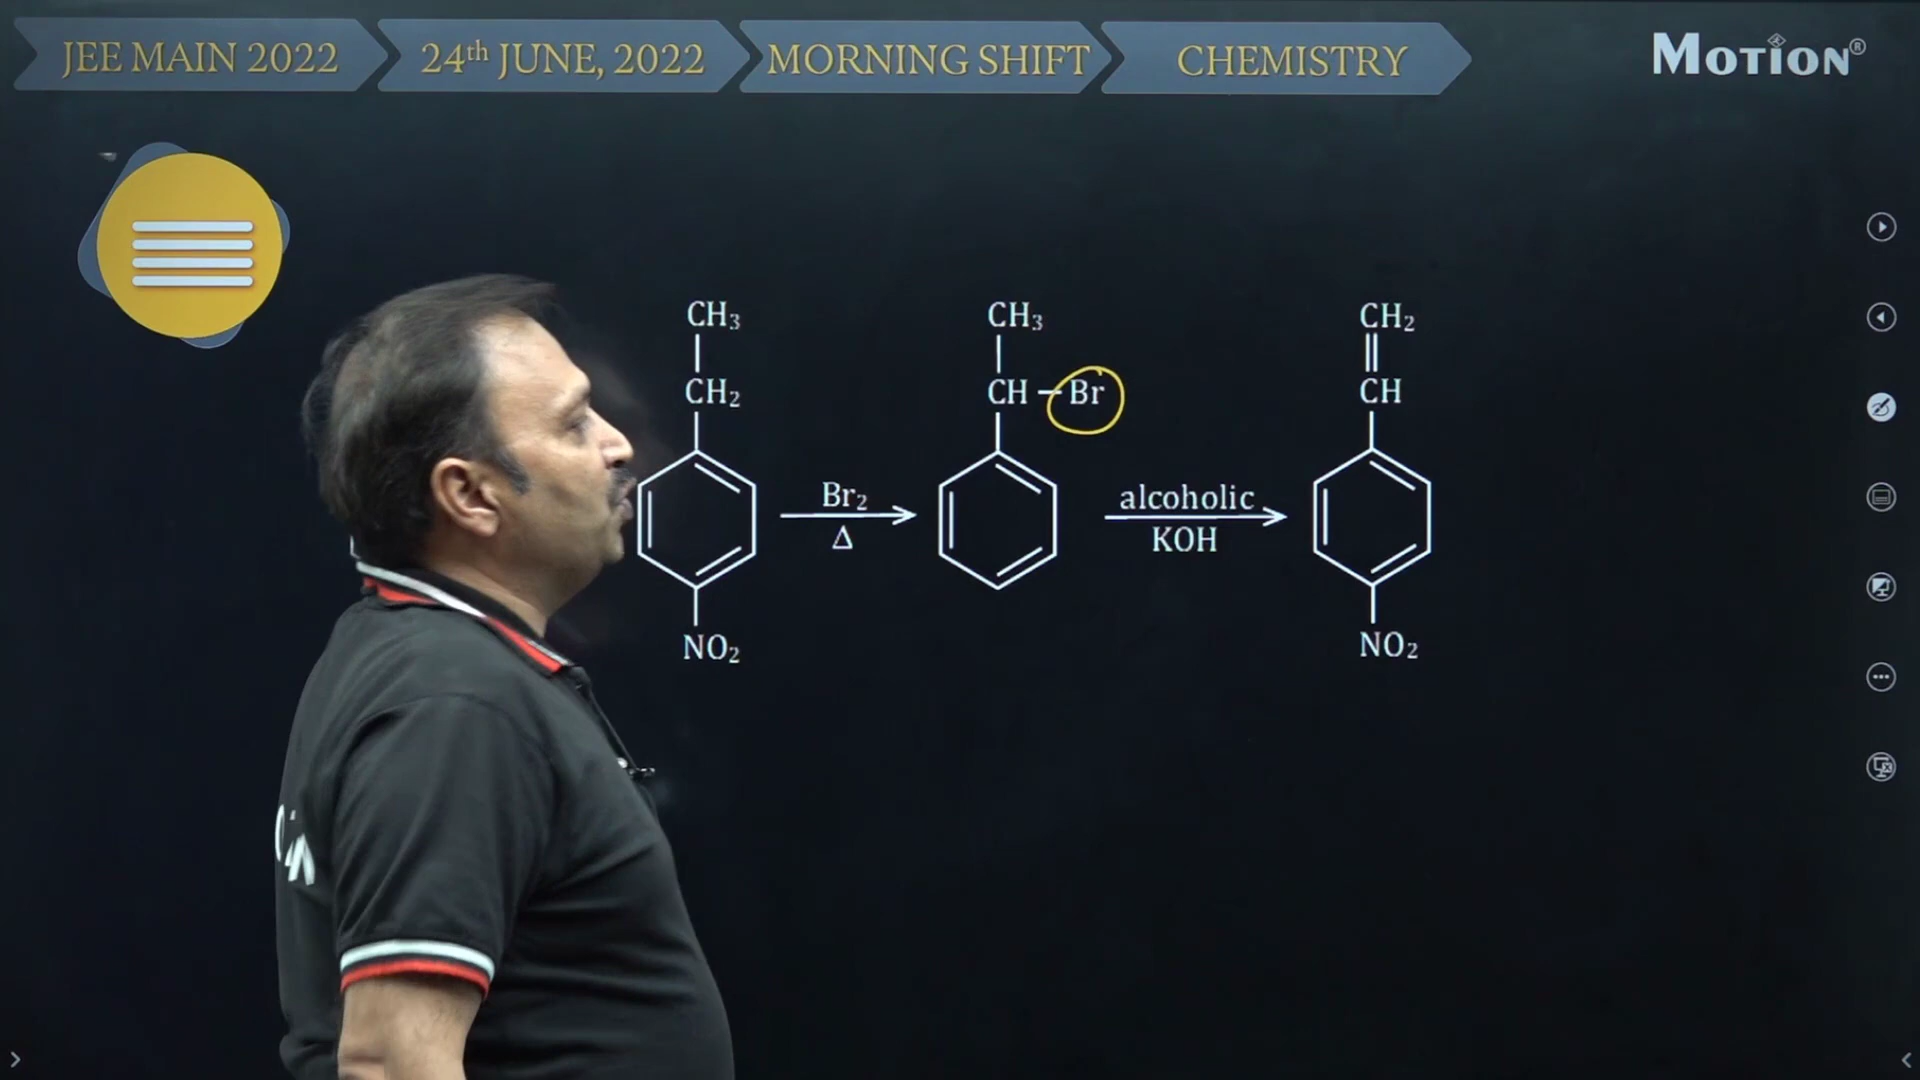 JEE MAIN 2022
24th JUNE, 2022
MORNING SHIFT
CHEMISTRY
MOTION®
CH3
CH2
NO2
Br2
Δ
CH3
CH
Br
alcoholic
KOH
CH2
CH
NO2